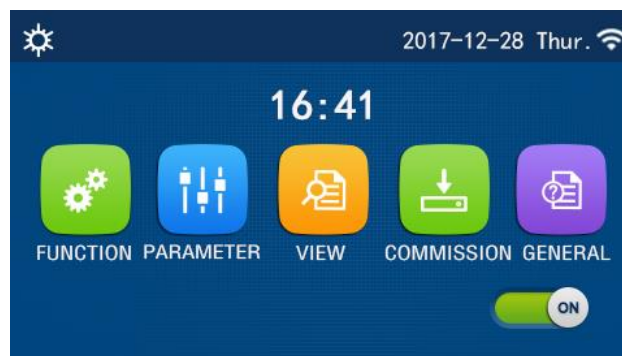 2017-12-28 Thur.
16:41
FUNCTION PARAMETER VIEW COMMISSION GENERAL
ON